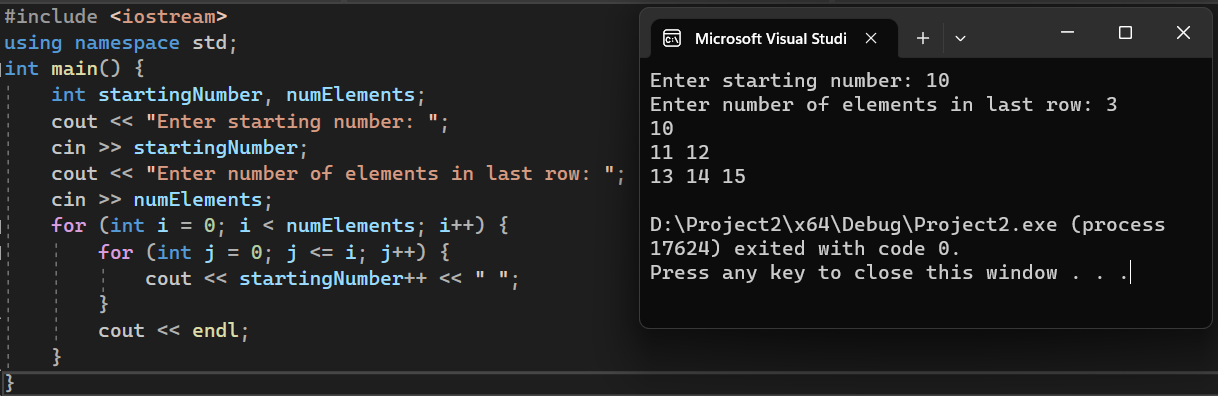 #include <iostream>
using namespace std;
int main() {
    int startingNumber, numElements;
    cout << "Enter starting number: ";
    cin >> startingNumber;
    cout << "Enter number of elements in last row: ";
    cin >> numElements;
    for (int i = 0; i < numElements; i++) {
        for (int j = 0; j <= i; j++) {
            cout << startingNumber++ << " ";
        }
        cout << endl;
    }
}
Microsoft Visual Studi
Enter starting number: 10
Enter number of elements in last row: 3
10
11 12
13 14 15
D:\Project2\x64\Debug\Project2.exe (process
17624) exited with code 0.
Press any key to close this window . . .